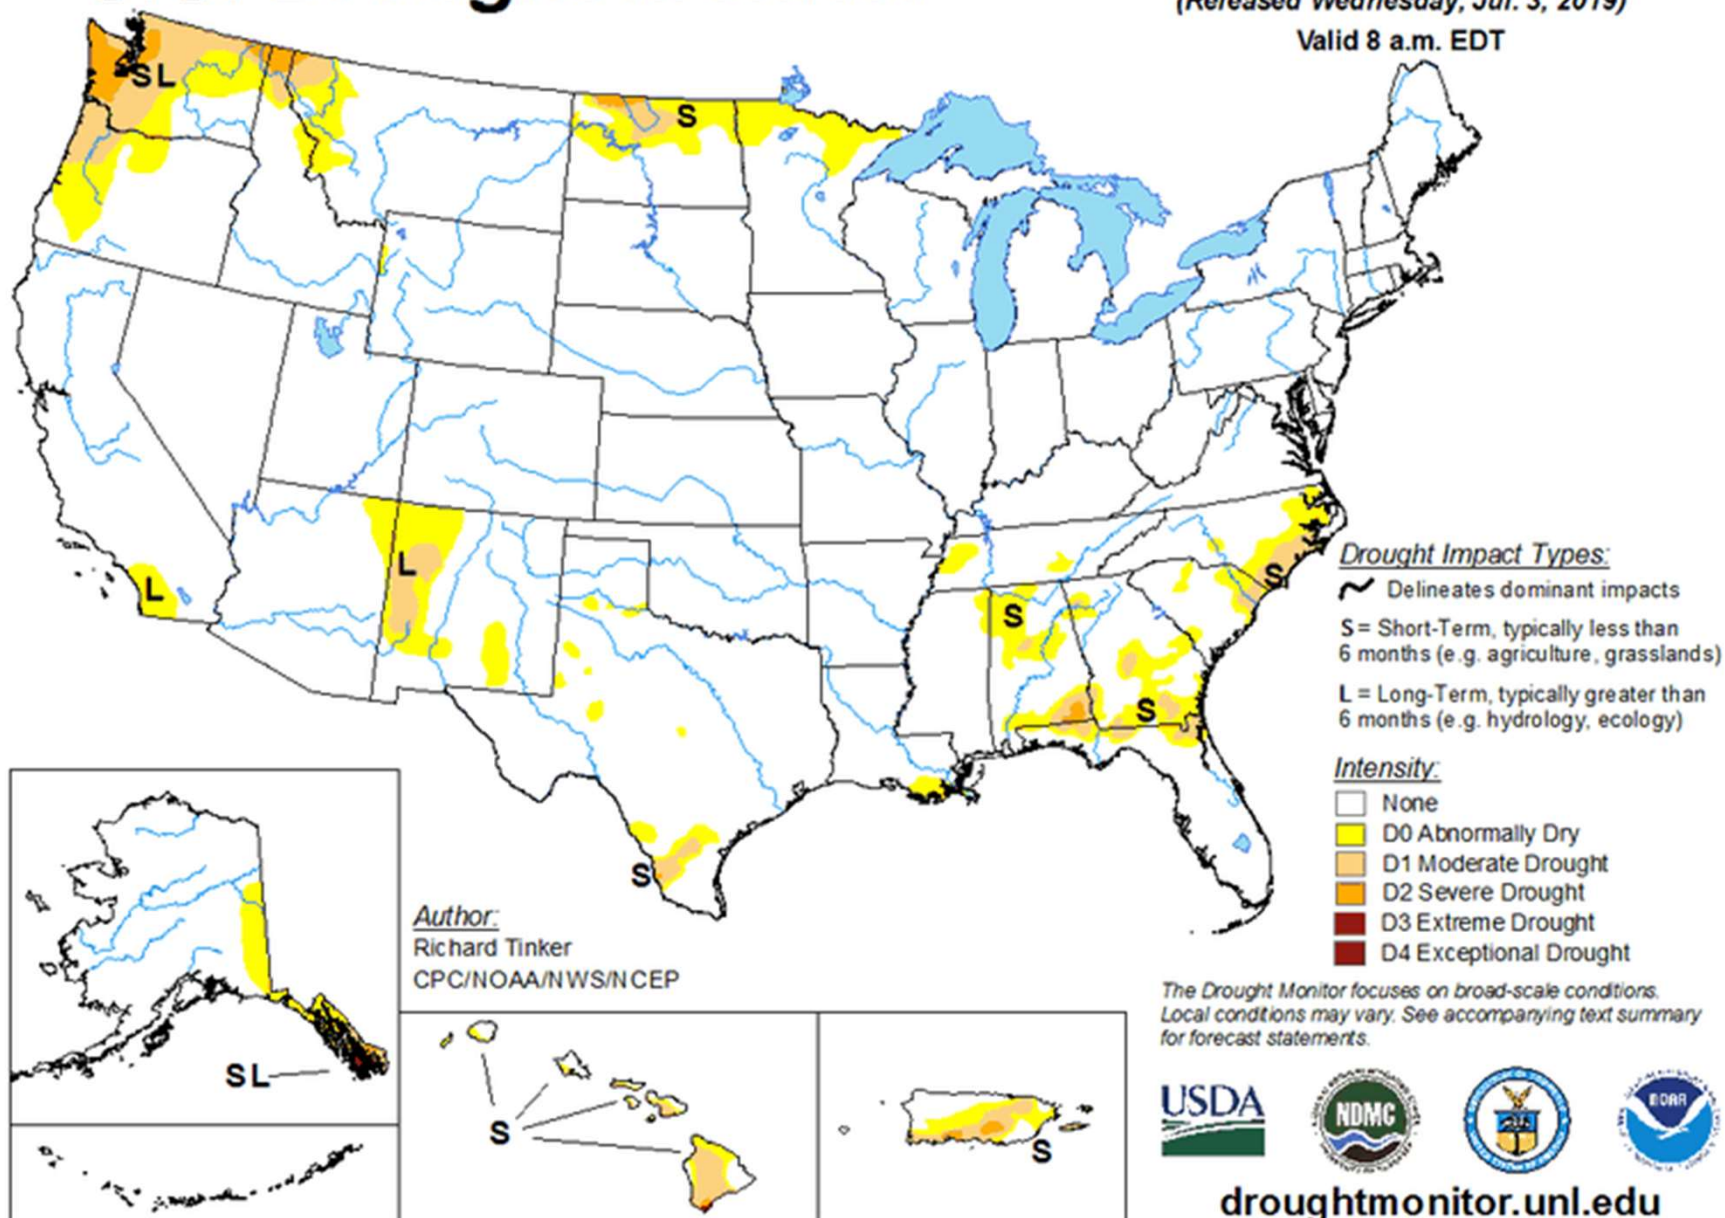 (Released Wednesday, Jul. 3, 2019)
Valid 8 a.m. EDT
SL
S
L
L
S
S
S
S
SL
S
S
Drought Impact Types:
Delineates dominant impacts
S = Short-Term, typically less than
6 months (e.g. agriculture, grasslands)
L = Long-Term, typically greater than
6 months (e.g. hydrology, ecology)
Intensity:
None
D0 Abnormally Dry
D1 Moderate Drought
D2 Severe Drought
D3 Extreme Drought
D4 Exceptional Drought
Author:
Richard Tinker
CPC/NOAA/NWS/NCEP
The Drought Monitor focuses on broad-scale conditions.
Local conditions may vary. See accompanying text summary
for forecast statements.
USDA
NDMC
NOAA
droughtmonitor.unl.edu